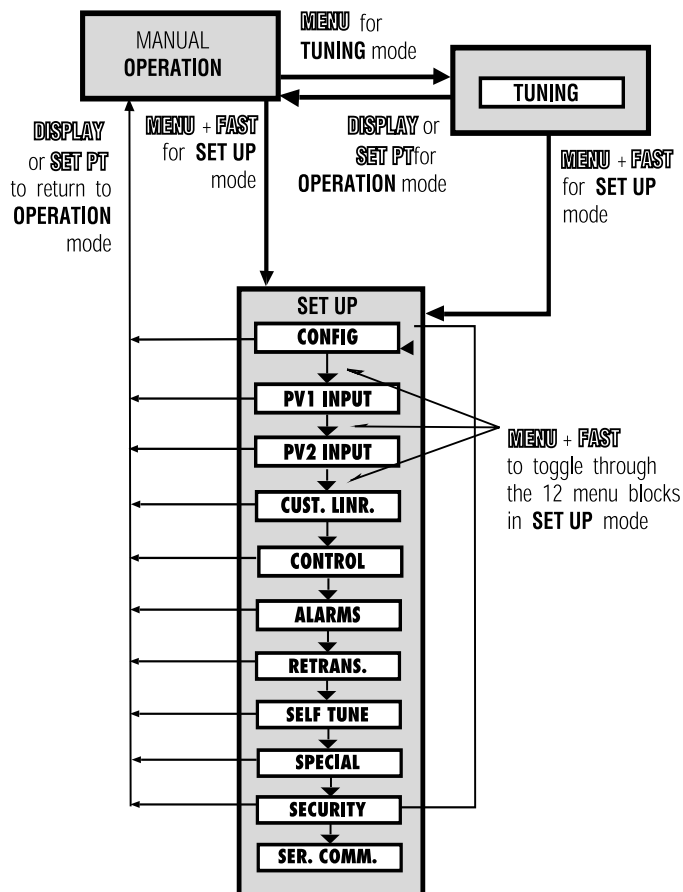 MANUAL
OPERATION
MENU for
TUNING mode
TUNING
DISPLAY
or SET PT
to return to
OPERATION
mode
MENU + FAST
for SET UP
mode
DISPLAY or
SET PTfor
OPERATION mode
MENU + FAST
for SET UP
mode
SET UP
CONFIG
PV1 INPUT
PV2 INPUT
CUST. LINR.
CONTROL
ALARMS
RETRANS.
SELF TUNE
SPECIAL
SECURITY
SER. COMM.
MENU + FAST
to toggle through
the 12 menu blocks
in SET UP mode